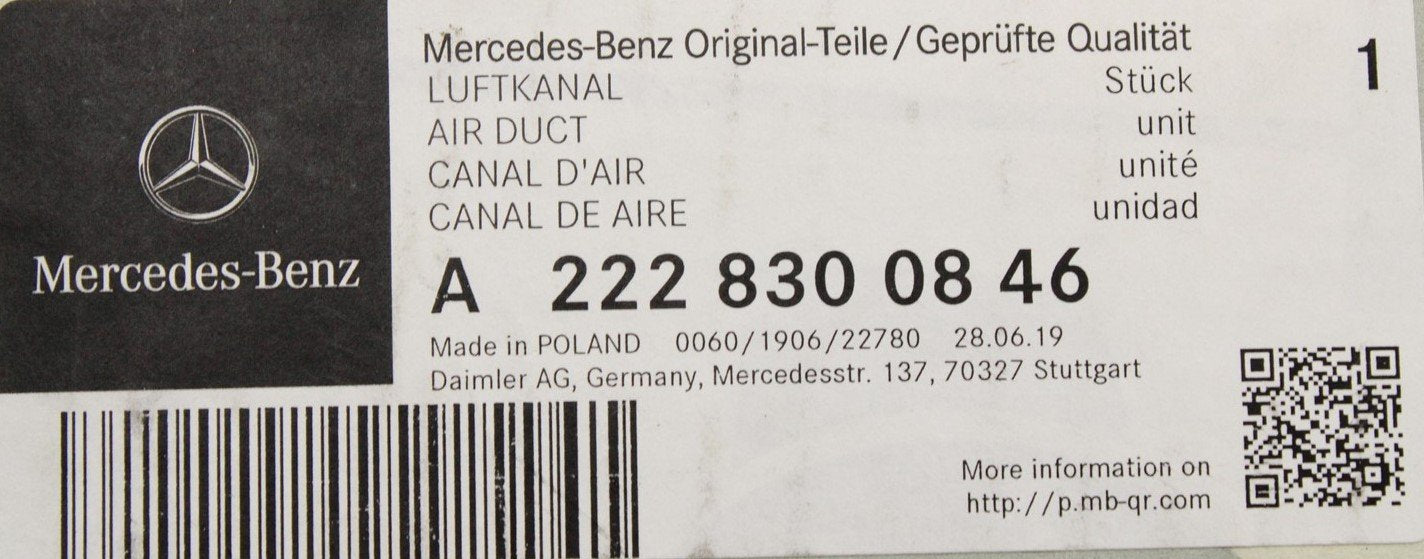 Mercedes-Benz
Mercedes-Benz Original-Teile/Geprüfte Qualität
LUFTKANAL Stück 1
AIR DUCT unit
CANAL D'AIR unité
CANAL DE AIRE unidad
A 222 830 08 46
Made in POLAND 0060/1906/22780 28.06.19
Daimler AG, Germany, Mercedesstr. 137, 70327 Stuttgart
More information on
http://p.mb-qr.com